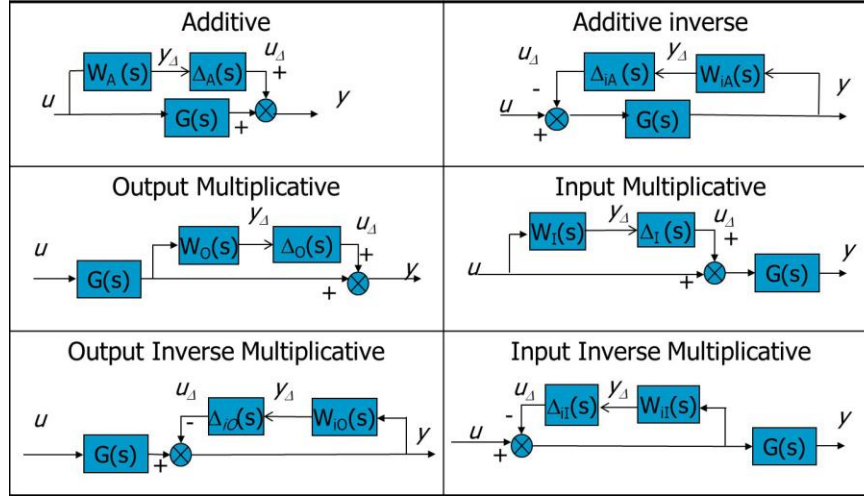 Additive
W_A(s) y_Δ Δ_A(s) u_Δ +
u G(s) + y
Additive inverse
u_Δ Δ_iA(s) y_Δ W_iA(s)
- u + G(s) y
Output Multiplicative
W_O(s) y_Δ Δ_O(s) u_Δ +
u G(s) + y
Input Multiplicative
W_I(s) y_Δ Δ_I(s) u_Δ +
u + G(s) y
Output Inverse Multiplicative
u_Δ Δ_iO(s) y_Δ W_iO(s)
- u G(s) + y
Input Inverse Multiplicative
u_Δ Δ_iI(s) y_Δ W_iI(s)
- u + G(s) y